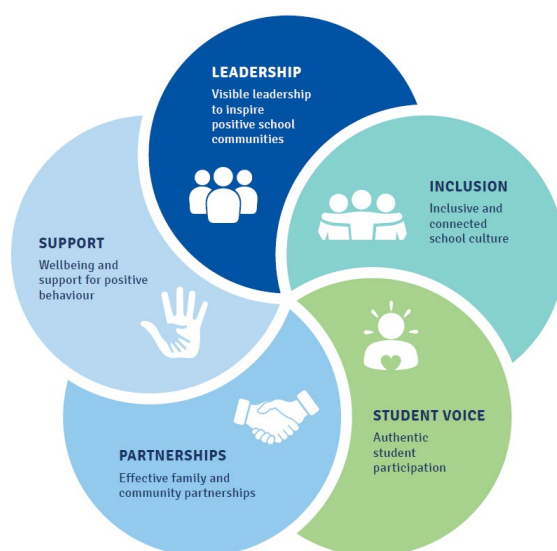 LEADERSHIP
Visible leadership
to inspire
positive school
communities
INCLUSION
Inclusive and
connected
school culture
STUDENT VOICE
Authentic
student
participation
PARTNERSHIPS
Effective family and
community partnerships
SUPPORT
Wellbeing and
support for positive
behaviour